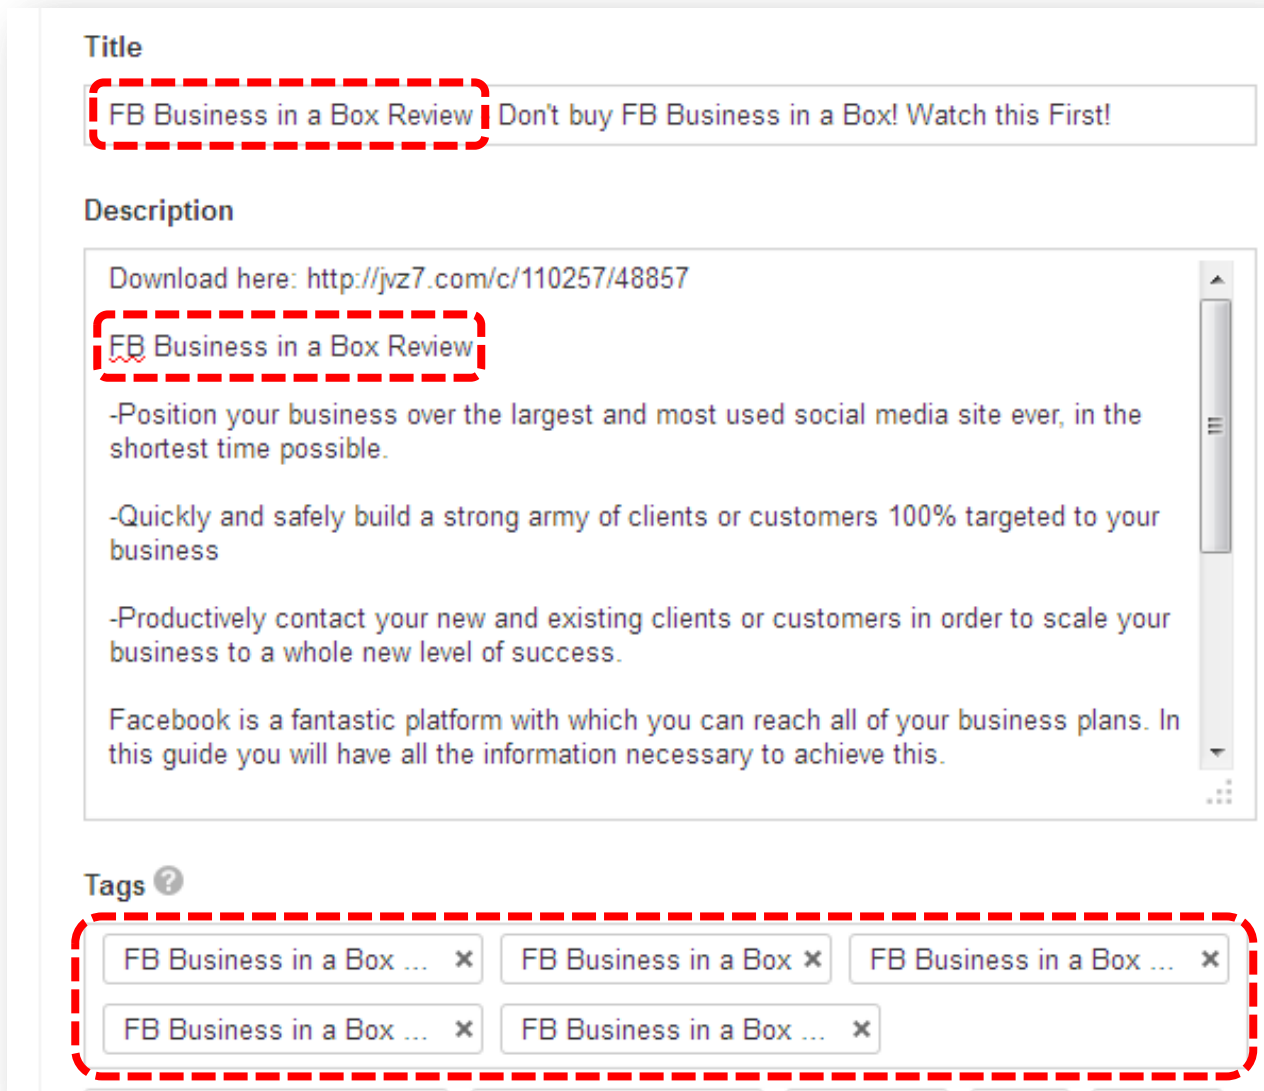 Title
FB Business in a Box Review Don't buy FB Business in a Box! Watch this First!
Description
Download here: http://jvz7.com/c/110257/48857
FB Business in a Box Review
-Position your business over the largest and most used social media site ever, in the
shortest time possible.
-Quickly and safely build a strong army of clients or customers 100% targeted to your
business
-Productively contact your new and existing clients or customers in order to scale your
business to a whole new level of success.
Facebook is a fantastic platform with which you can reach all of your business plans. In
this guide you will have all the information necessary to achieve this.
Tags ?
FB Business in a Box ... × FB Business in a Box × FB Business in a Box ... ×
FB Business in a Box ... × FB Business in a Box ... ×